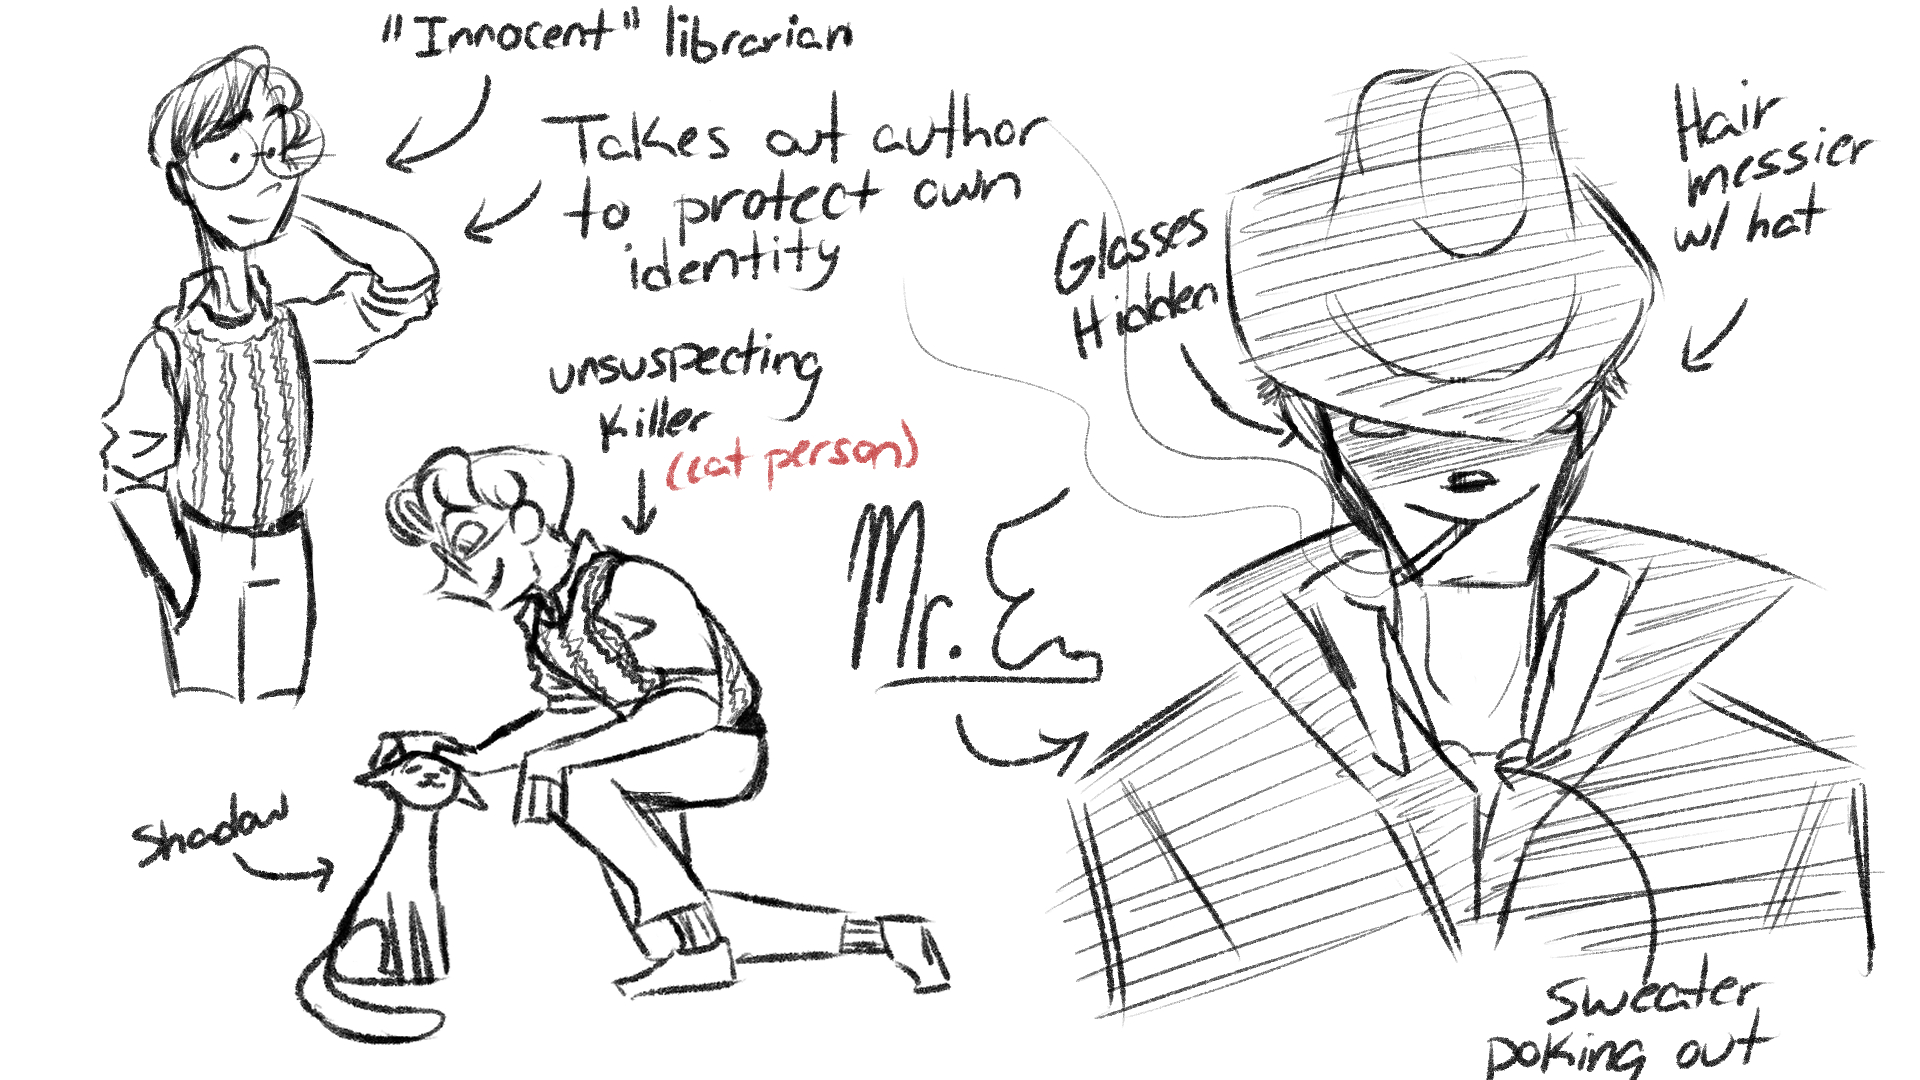 "Innocent" librarian
Takes out author
to protect own
identity
unsuspecting
killer
(cat person)
Shadow
Mr. E
Glasses
Hidden
Hair
messier
w/ hat
Sweater
poking out